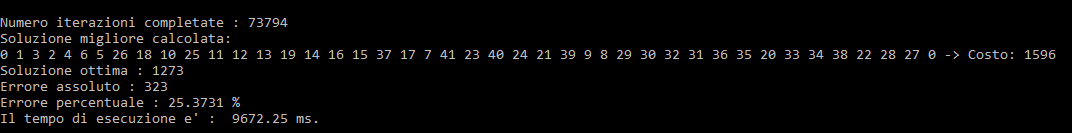 Numero iterazioni completate : 73794
Soluzione migliore calcolata:
0 1 3 2 4 6 5 26 18 10 25 11 12 13 19 14 16 15 37 17 7 41 23 40 24 21 39 9 8 29 30 32 31 36 35 20 33 34 38 22 28 27 0 -> Costo: 1596
Soluzione ottima : 1273
Errore assoluto : 323
Errore percentuale : 25.3731 %
Il tempo di esecuzione e' :  9672.25 ms.